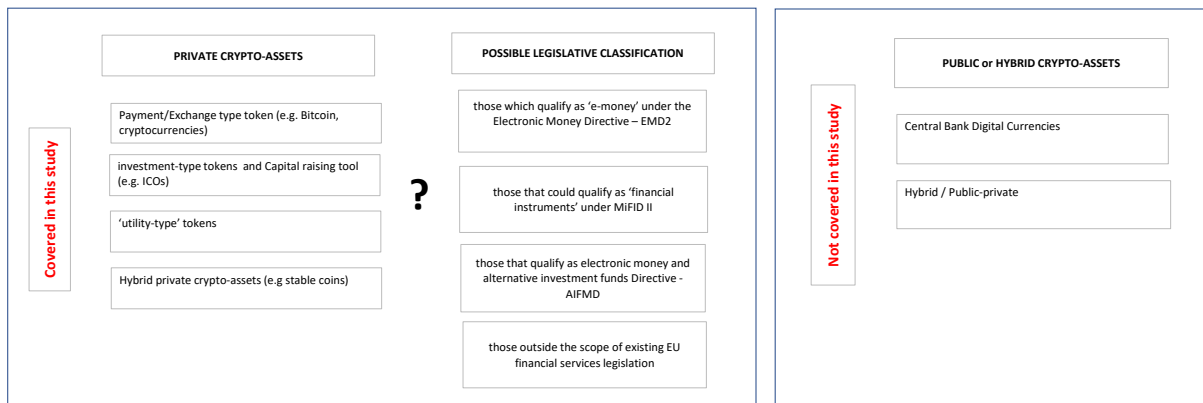 PRIVATE CRYPTO-ASSETS
POSSIBLE LEGISLATIVE CLASSIFICATION
Covered in this study
Payment/Exchange type token (e.g. Bitcoin,
cryptocurrencies)
investment-type tokens and Capital raising tool
(e.g. ICOs)
'utility-type' tokens
Hybrid private crypto-assets (e.g stable coins)
?
those which qualify as 'e-money' under the
Electronic Money Directive – EMD2
those that could qualify as 'financial
instruments' under MiFID II
those that qualify as electronic money and
alternative investment funds Directive -
AIFMD
those outside the scope of existing EU
financial services legislation
PUBLIC or HYBRID CRYPTO-ASSETS
Not covered in this study
Central Bank Digital Currencies
Hybrid / Public-private